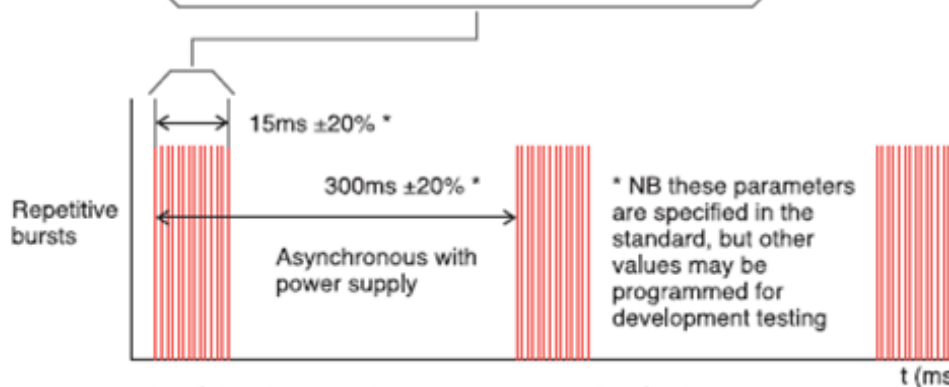 15ms ±20% *
300ms ±20% *
Repetitive
bursts
Asynchronous with
power supply
* NB these parameters
are specified in the
standard, but other
values may be
programmed for
development testing
t (ms